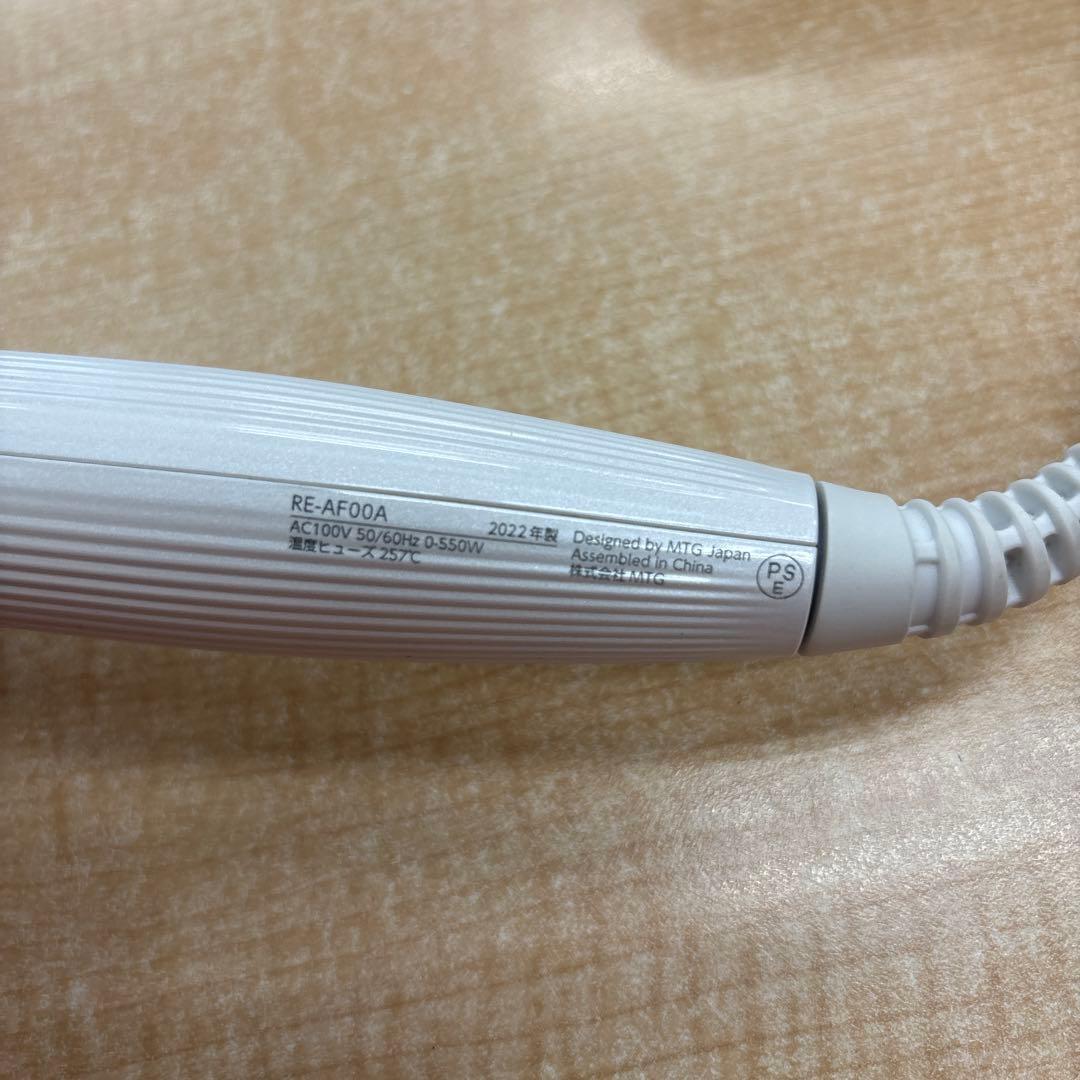 RE-AF00A
AC100V 50/60Hz 0-550W
温度ヒューズ 257℃
2022年製
Designed by MTG Japan
Assembled in China
株式会社 MTG
PS
E